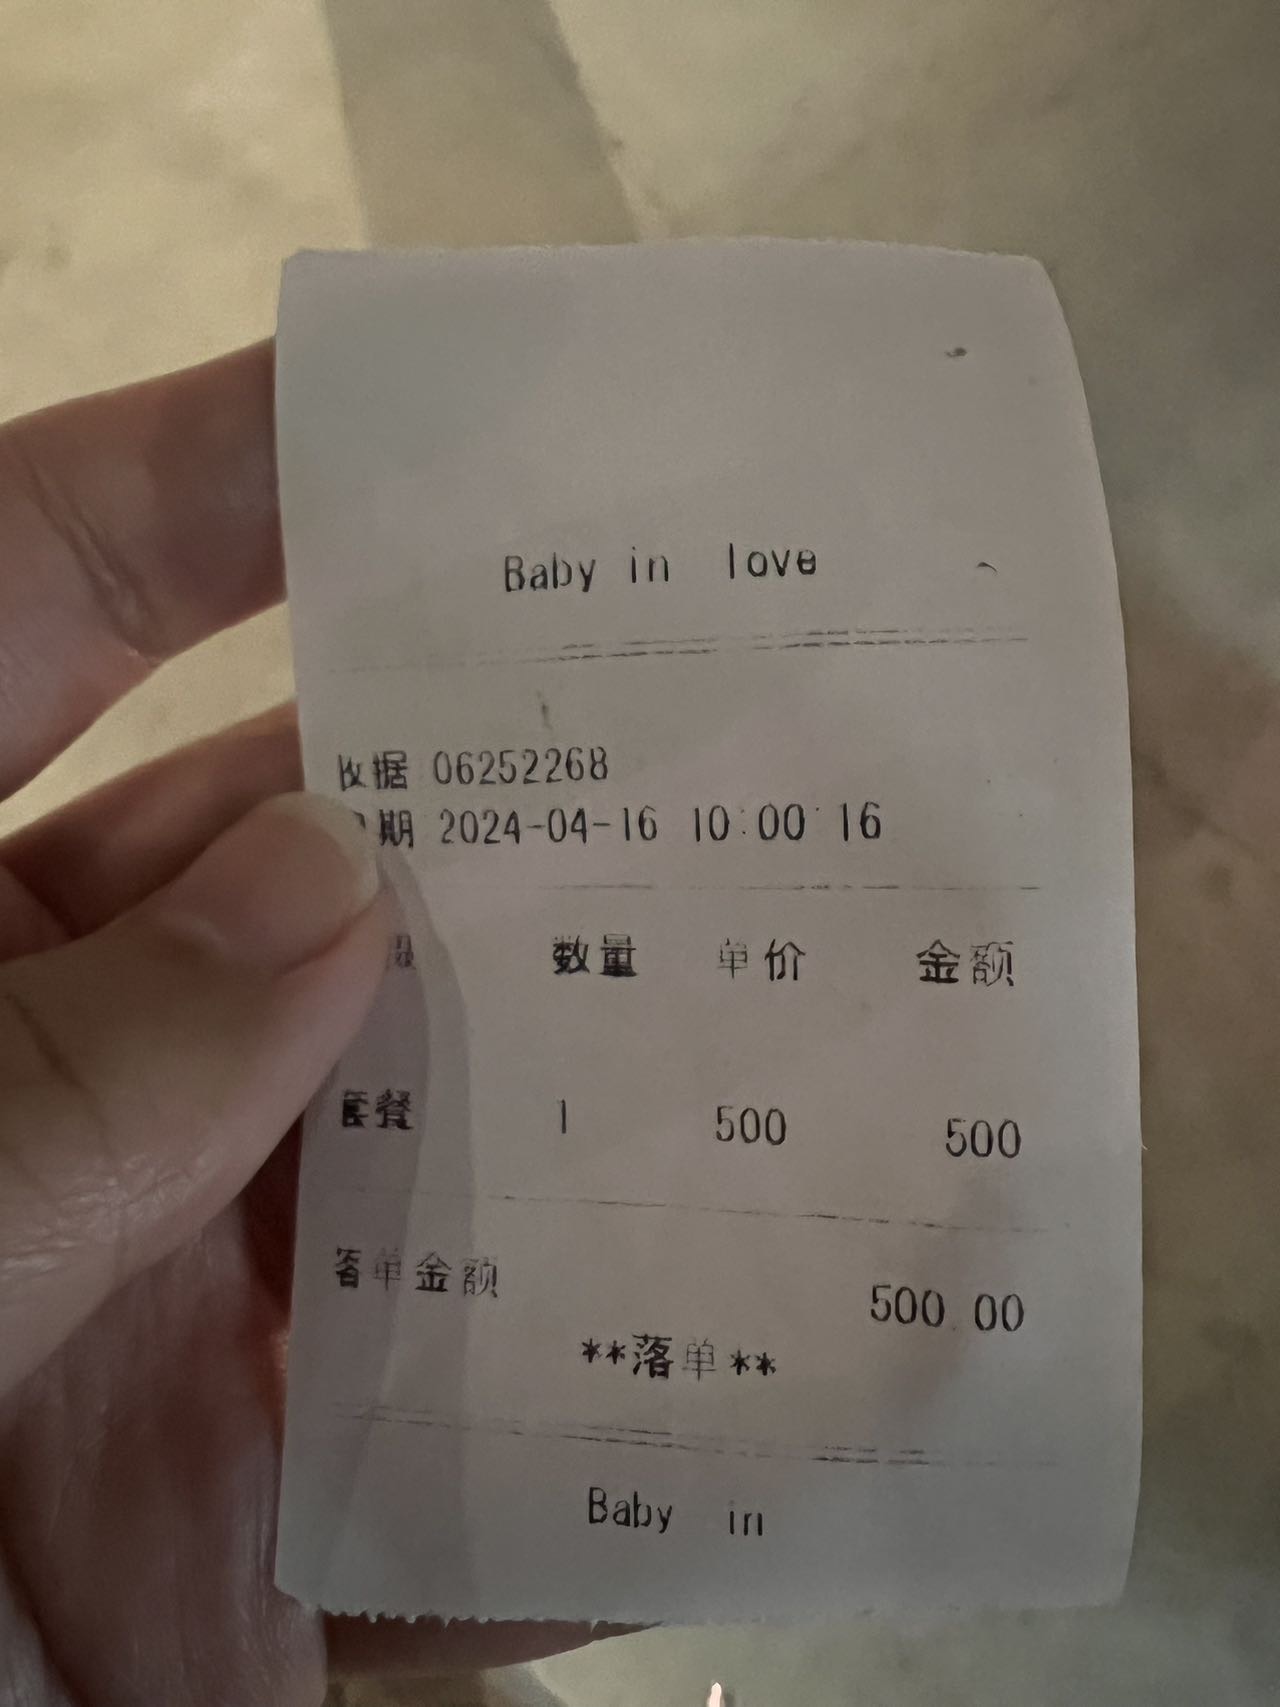 Baby in love
收据 06252268
日期 2024-04-16 10:00:16
数量 单价 金额
套餐 1 500 500
客单金额 500.00
**落单**
Baby in